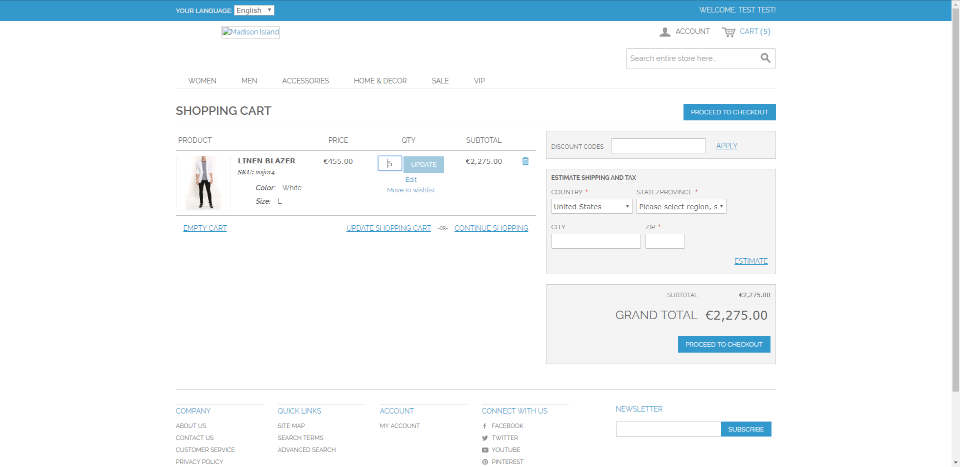 YOUR LANGUAGE: English
WELCOME, TEST TEST!
Madison Island
ACCOUNT
CART (5)
Search entire store here...
WOMEN MEN ACCESSORIES HOME & DECOR SALE VIP
SHOPPING CART
PROCEED TO CHECKOUT
PRODUCT PRICE QTY SUBTOTAL
LINEN BLAZER €455.00 5 UPDATE €2,275.00
SKU: msj014
Edit
Color: White
Move to wishlist
Size: L
EMPTY CART UPDATE SHOPPING CART -OR- CONTINUE SHOPPING
DISCOUNT CODES APPLY
ESTIMATE SHIPPING AND TAX
COUNTRY * STATE/PROVINCE *
United States Please select region, s
CITY ZIP *
ESTIMATE
SUBTOTAL €2,275.00
GRAND TOTAL €2,275.00
PROCEED TO CHECKOUT
COMPANY
ABOUT US
CONTACT US
CUSTOMER SERVICE
PRIVACY POLICY
QUICK LINKS
SITE MAP
SEARCH TERMS
ADVANCED SEARCH
ACCOUNT
MY ACCOUNT
CONNECT WITH US
FACEBOOK
TWITTER
YOUTUBE
PINTEREST
NEWSLETTER
SUBSCRIBE